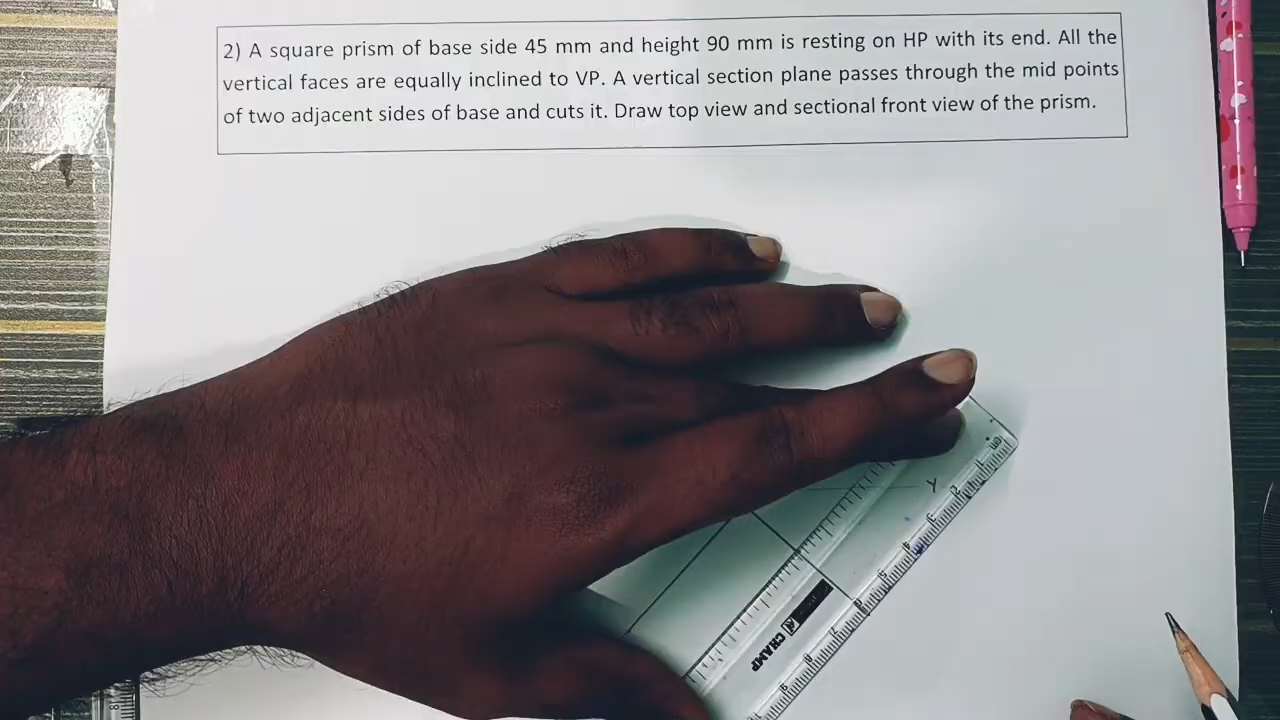 2) A square prism of base side 45 mm and height 90 mm is resting on HP with its end. All the
vertical faces are equally inclined to VP. A vertical section plane passes through the mid points
of two adjacent sides of base and cuts it. Draw top view and sectional front view of the prism.
Y
CHAMP